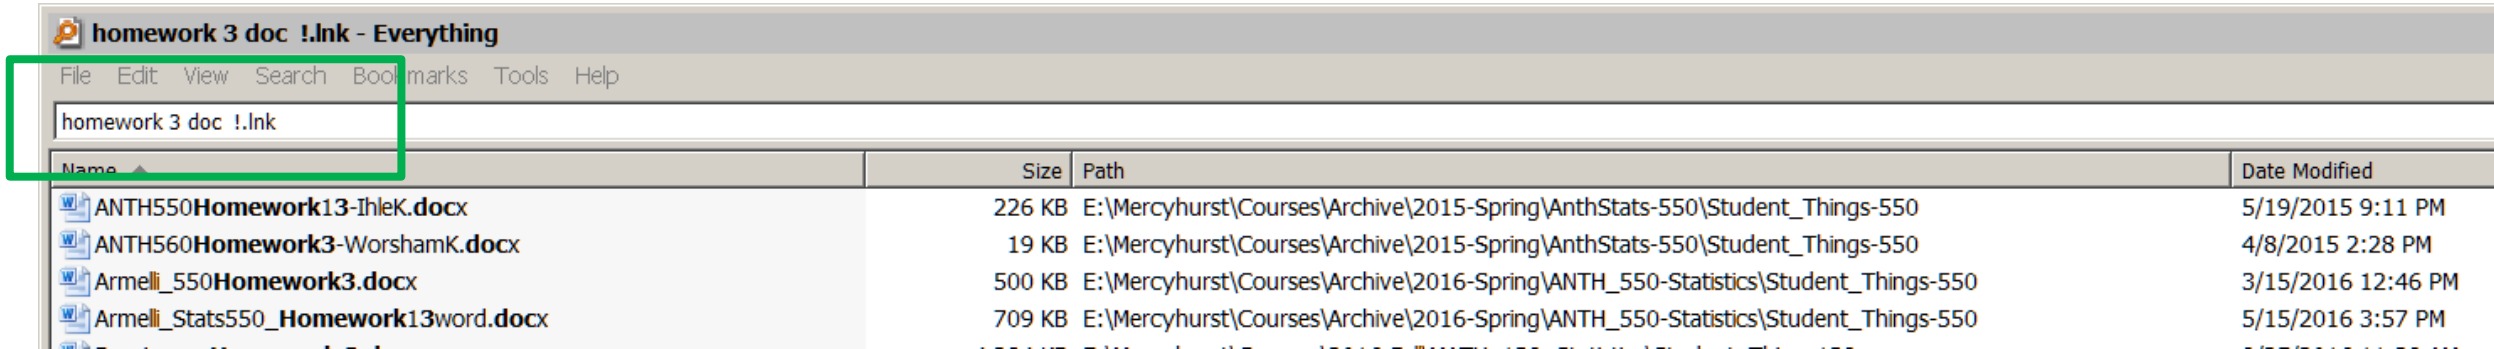 homework 3 doc  !.lnk - Everything
File Edit View Search Bookmarks Tools Help
homework 3 doc  !.lnk
Name Size Path Date Modified
ANTH550Homework13-IhleK.docx 226 KB E:\Mercyhurst\Courses\Archive\2015-Spring\AnthStats-550\Student_Things-550 5/19/2015 9:11 PM
ANTH560Homework3-WorshamK.docx 19 KB E:\Mercyhurst\Courses\Archive\2015-Spring\AnthStats-550\Student_Things-550 4/8/2015 2:28 PM
Armelli_550Homework3.docx 500 KB E:\Mercyhurst\Courses\Archive\2016-Spring\ANTH_550-Statistics\Student_Things-550 3/15/2016 12:46 PM
Armelli_Stats550_Homework13word.docx 709 KB E:\Mercyhurst\Courses\Archive\2016-Spring\ANTH_550-Statistics\Student_Things-550 5/15/2016 3:57 PM